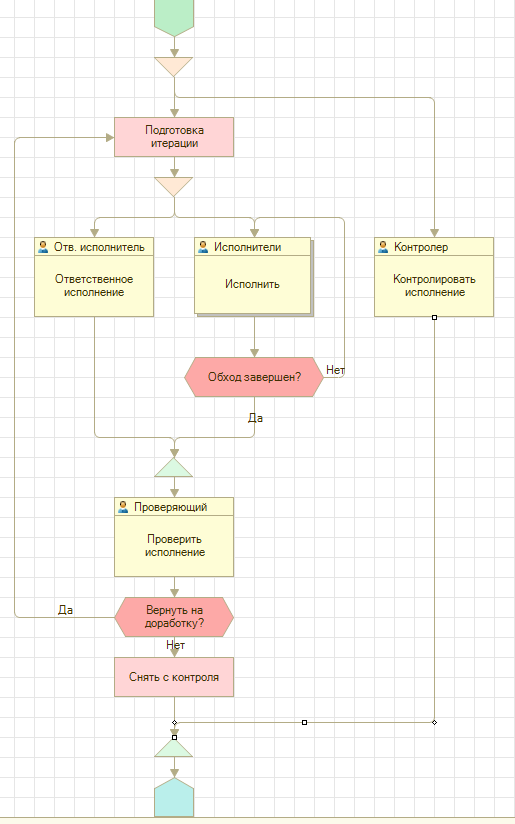 Подготовка
итерации
Отв. исполнитель
Ответственное
исполнение
Исполнители
Исполнить
Контролер
Контролировать
исполнение
Обход завершен?
Нет
Да
Проверяющий
Проверить
исполнение
Вернуть на
доработку?
Да
Нет
Снять с контроля